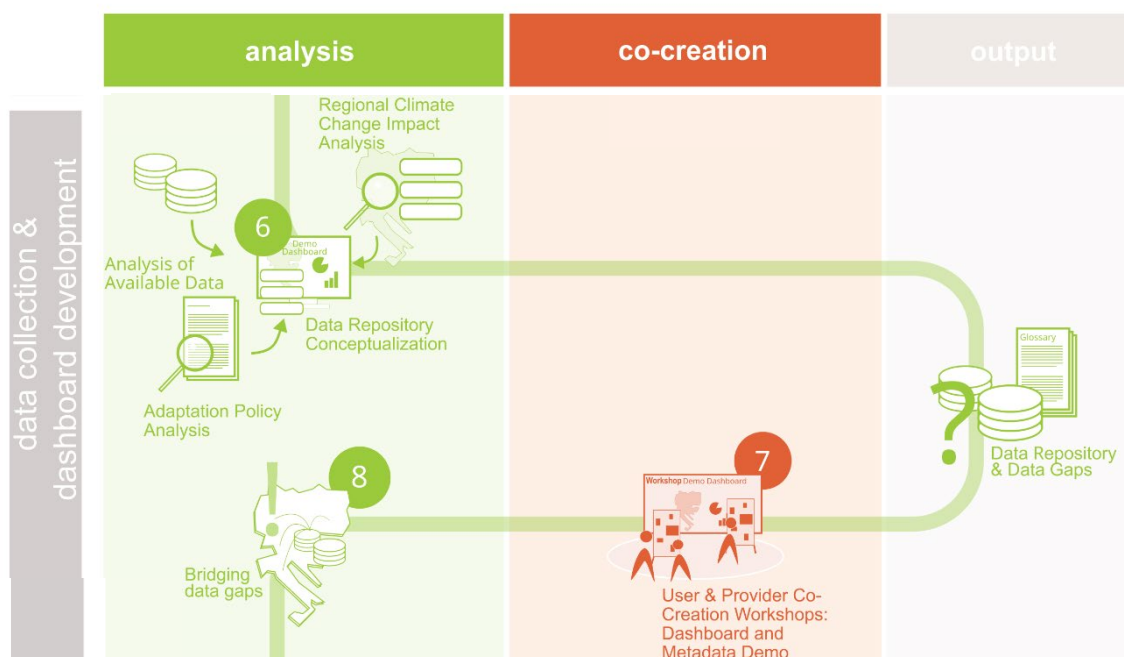 analysis
co-creation
output
data collection &
dashboard development
Regional Climate
Change Impact
Analysis
6
Demo
Dashboard
Analysis of
Available Data
Data Repository
Conceptualization
Adaptation Policy
Analysis
Glossary
?
Data Repository
& Data Gaps
8
Bridging
data gaps
7
Workshop Demo Dashboard
User & Provider Co-
Creation Workshops:
Dashboard and
Metadata Demo